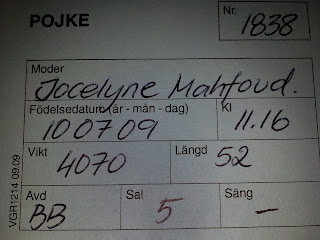 POJKE
Nr. 1838
Moder
Jocelyne Mahfoud.
Födelsedatum (år - mån - dag) Kl
100709 11.16
Vikt Längd
4070 52
Avd Sal Säng
BB 5 –
VGR1214 09.09